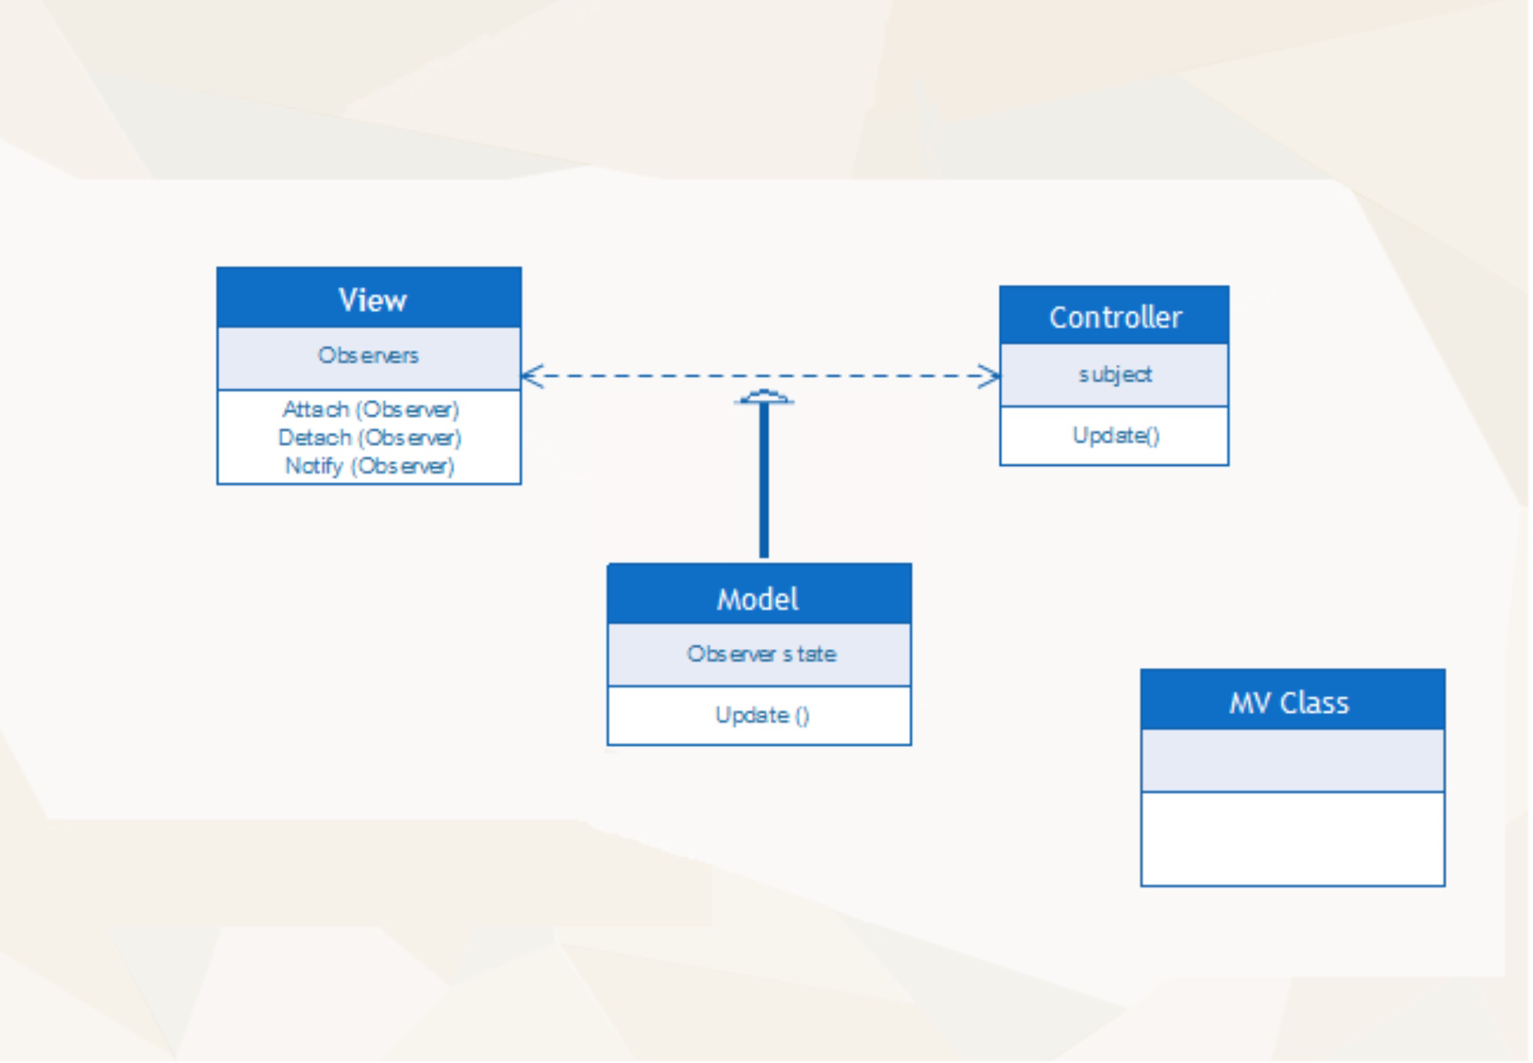 View
Observers
Attach (Observer)
Detach (Observer)
Notify (Observer)
Controller
subject
Update()
Model
Observer state
Update ()
MV Class